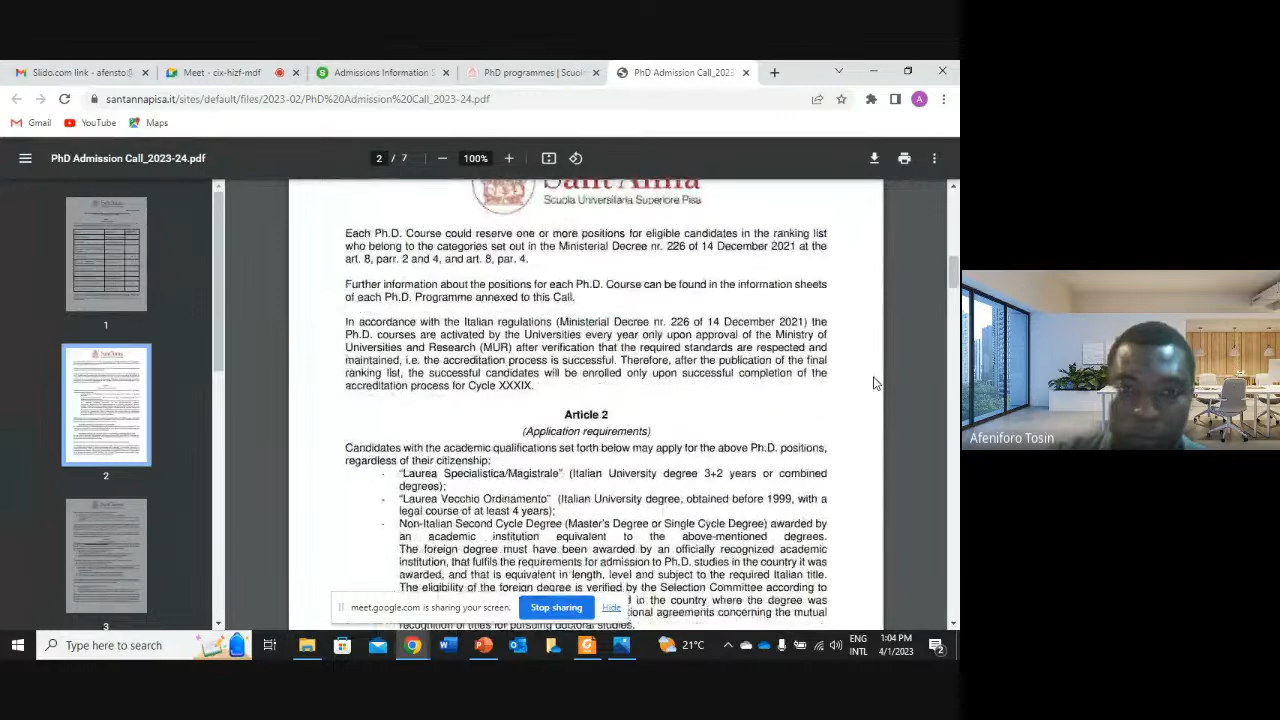 Slido.com link - afensto@
Meet - cix-hizf-mdf
Admissions Information S
PhD programmes | Scuole
PhD Admission Call_2023-
santannapisa.it/sites/default/files/2023-02/PhD%20Admission%20Call_2023-24.pdf
A
Gmail
YouTube
Maps
PhD Admission Call_2023-24.pdf
2 / 7
100%
1
2
3
Sant'Anna
Scuola Universitaria Superiore Pisa
Each Ph.D. Course could reserve one or more positions for eligible candidates in the ranking list
who belong to the categories set out in the Ministerial Decree nr. 226 of 14 December 2021 at the
art. 8, parr. 2 and 4, and art. 8, par. 4.
Further information about the positions for each Ph.D. Course can be found in the information sheets
of each Ph.D. Programme annexed to this Call.
In accordance with the Italian regulations (Ministerial Decree nr. 226 of 14 December 2021) the
Ph.D. courses are activated by the Universities every year only upon approval of the Ministry of
Universities and Research (MUR) after verification that the required standards are respected and
maintained, i.e. the accreditation process is successful. Therefore, after the publication of the final
ranking list, the successful candidates will be enrolled only upon successful completion of the
accreditation process for Cycle XXXIX.
Article 2
(Application requirements)
Candidates with the academic qualifications set forth below may apply for the above Ph.D. positions,
regardless of their citizenship:
- "Laurea Specialistica/Magistrale" (Italian University degree 3+2 years or combined
degrees);
- "Laurea Vecchio Ordinamento" (Italian University degree, obtained before 1999, with a
legal course of at least 4 years);
- Non-Italian Second Cycle Degree (Master's Degree or Single Cycle Degree) awarded by
an academic institution equivalent to the above-mentioned degrees.
The foreign degree must have been awarded by an officially recognized academic
institution, that fulfils the requirements for admission to Ph.D. studies in the country it was
awarded, and that is equivalent in length, level and subject to the required Italian title.
The eligibility of the foreign degree is verified by the Selection Committee according to
d in the country where the degree was
tional agreements concerning the mutual
recognition of titles for pursuing doctoral studies.
meet.google.com is sharing your screen.
Stop sharing
Hide
Afeniforo Tosin
Type here to search
21°C
ENG
INTL
1:04 PM
4/1/2023
2